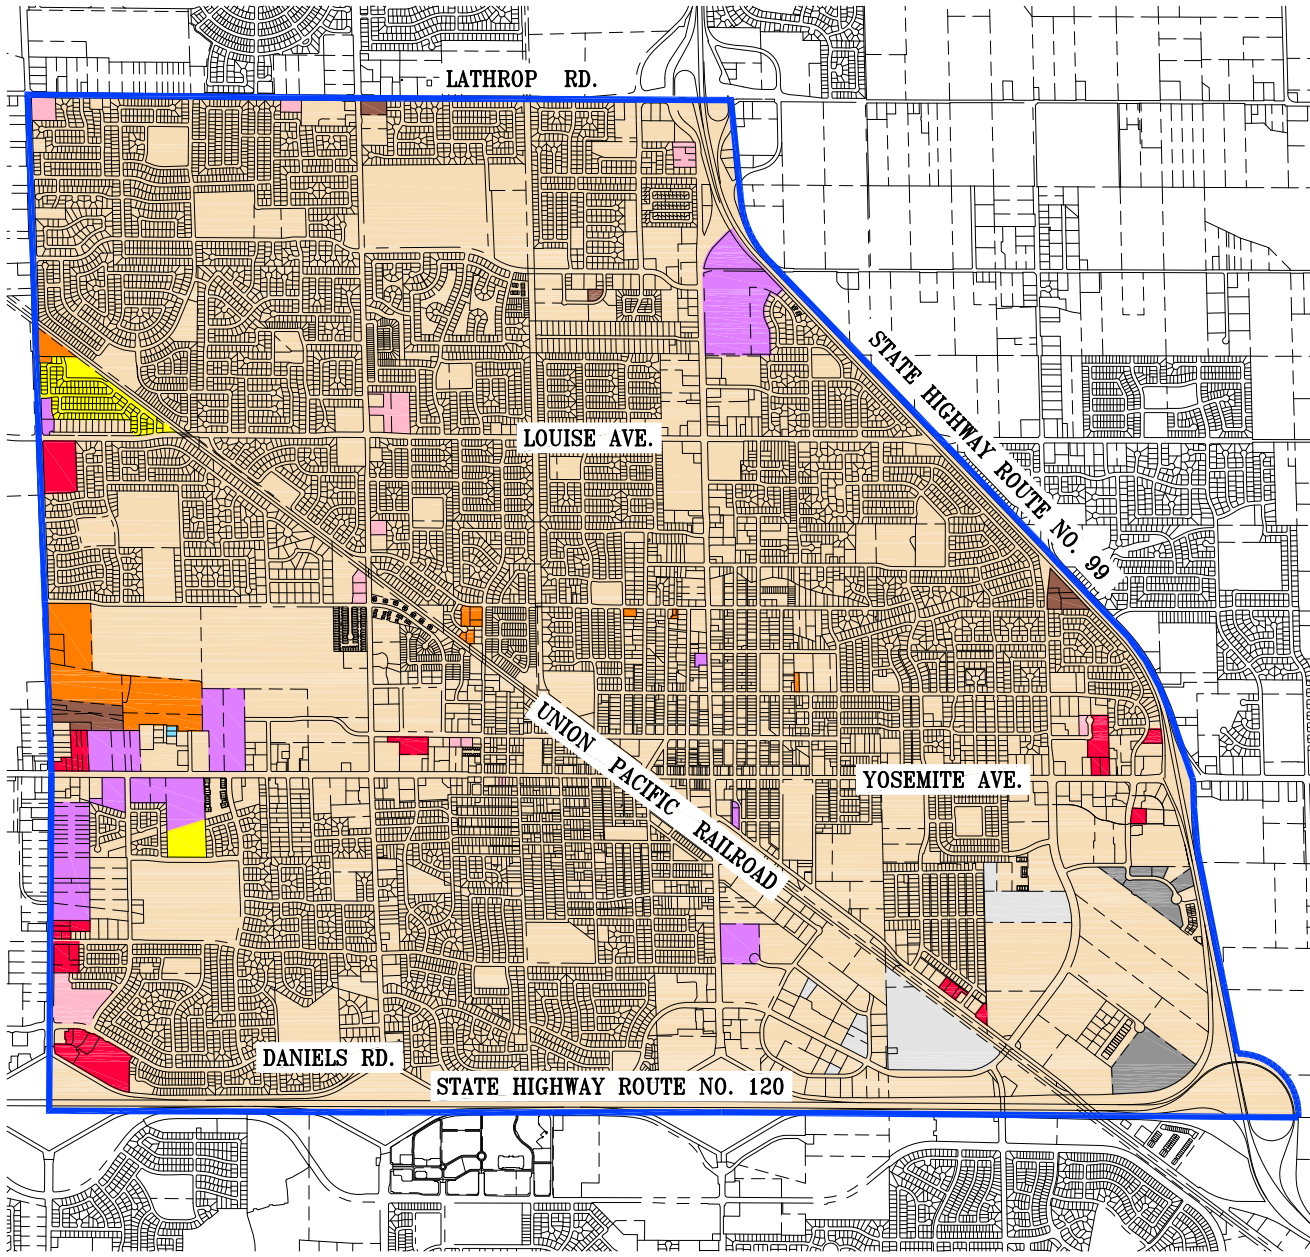 LATHROP RD.
STATE HIGHWAY ROUTE NO. 99
LOUISE AVE.
UNION PACIFIC RAILROAD
YOSEMITE AVE.
DANIELS RD.
STATE HIGHWAY ROUTE NO. 120